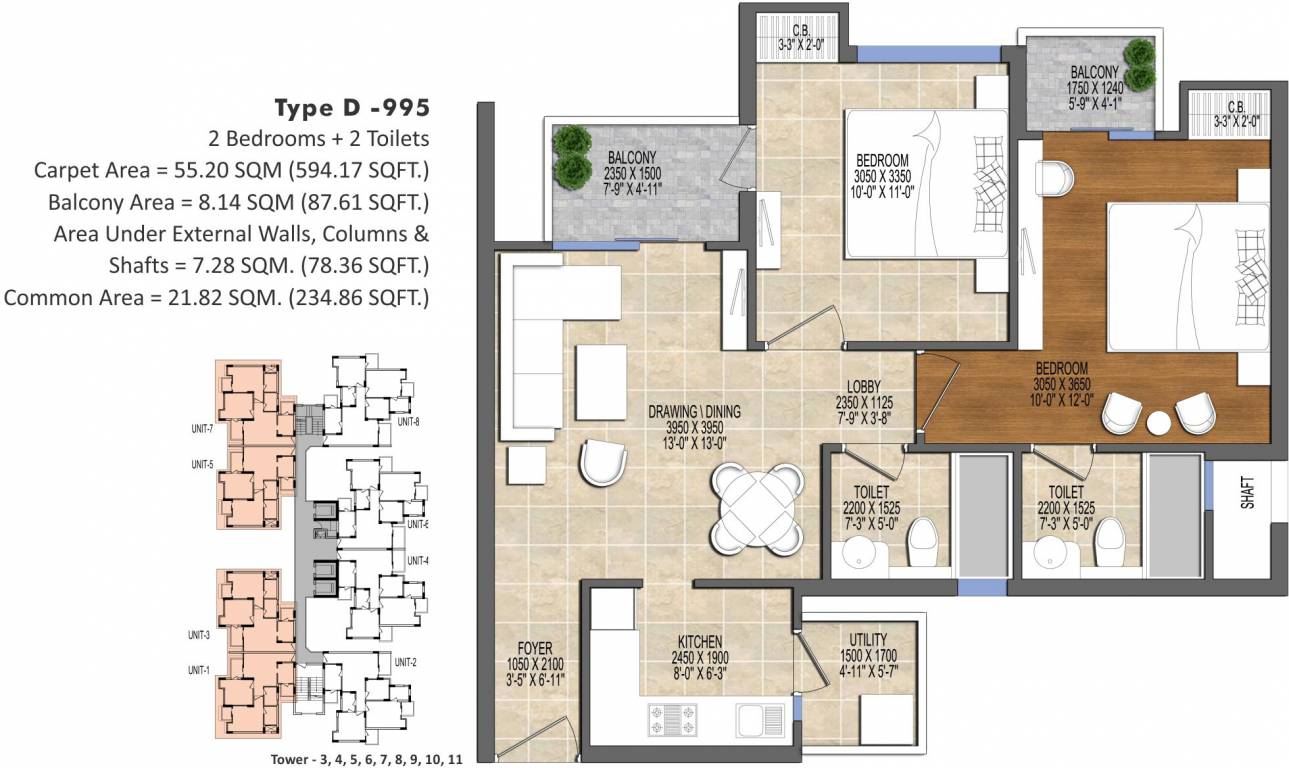 Type D -995
2 Bedrooms + 2 Toilets
Carpet Area = 55.20 SQM (594.17 SQFT.)
Balcony Area = 8.14 SQM (87.61 SQFT.)
Area Under External Walls, Columns &
Shafts = 7.28 SQM. (78.36 SQFT.)
Common Area = 21.82 SQM. (234.86 SQFT.)
UNIT-7
UNIT-8
UNIT-5
UNIT-6
UNIT-4
UNIT-3
UNIT-1
UNIT-2
Tower - 3, 4, 5, 6, 7, 8, 9, 10, 11
C.B.
3'-3" X 2'-0"
BALCONY
1750 X 1240
5'-9" X 4'-1"
C.B.
3'-3" X 2'-0"
BALCONY
2350 X 1500
7'-9" X 4'-11"
BEDROOM
3050 X 3350
10'-0" X 11'-0"
BEDROOM
3050 X 3650
10'-0" X 12'-0"
LOBBY
2350 X 1125
7'-9" X 3'-8"
DRAWING \ DINING
3950 X 3950
13'-0" X 13'-0"
TOILET
2200 X 1525
7'-3" X 5'-0"
TOILET
2200 X 1525
7'-3" X 5'-0"
SHAFT
FOYER
1050 X 2100
3'-5" X 6'-11"
KITCHEN
2450 X 1900
8'-0" X 6'-3"
UTILITY
1500 X 1700
4'-11" X 5'-7"